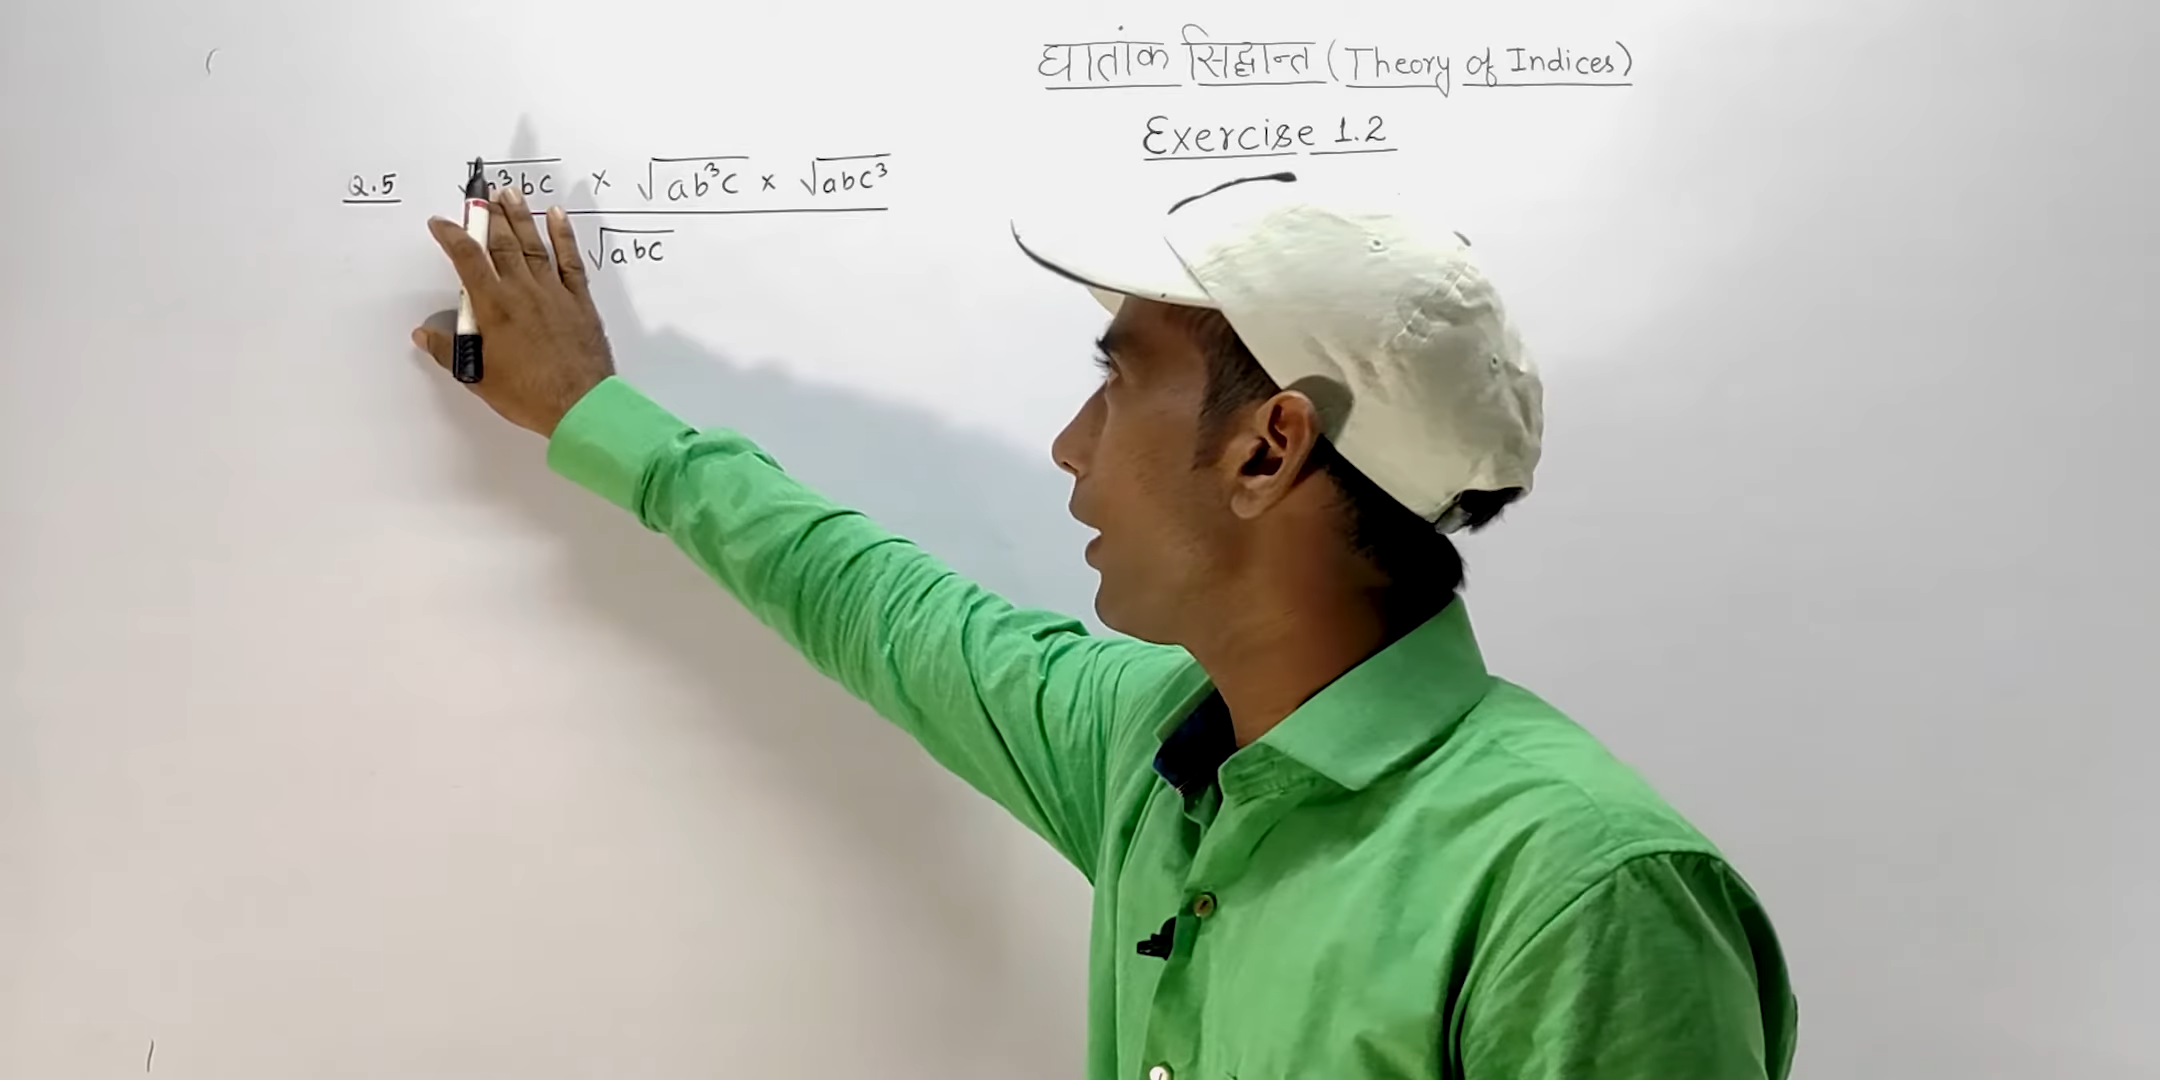 घातांक सिद्धान्त (Theory of Indices)
Exercise 1.2
Q.5 √a³bc × √ab³c × √abc³
√abc